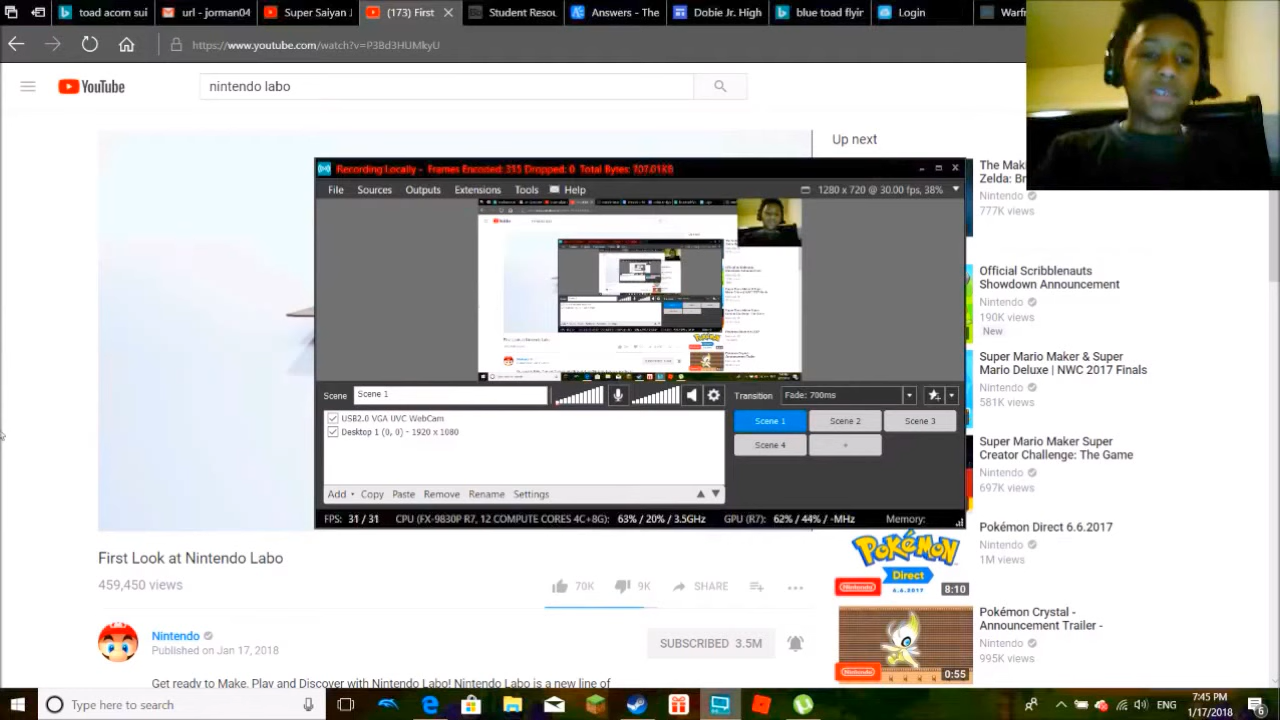 toad acorn sui
url - jorman04
Super Saiyan J
(173) First
Student Resou
Answers - The
Dobie Jr. High
blue toad flyin
Login
Warfr
https://www.youtube.com/watch?v=P3Bd3HUMkyU
YouTube
nintendo labo
Up next
Recording Locally - Frames Encoded: 315 Dropped: 0 Total Bytes: 707.01KB
File Sources Outputs Extensions Tools Help
1280 x 720 @ 30.00 fps, 38%
Scene
Scene 1
Transition
Fade: 700ms
USB2.0 VGA UVC WebCam
Desktop 1 (0, 0) - 1920 x 1080
Scene 1
Scene 2
Scene 3
Scene 4
+
Add Copy Paste Remove Rename Settings
FPS: 31 / 31 CPU (FX-9830P R7, 12 COMPUTE CORES 4C+8G): 63% / 20% / 3.5GHz GPU (R7): 62% / 44% / -MHz Memory:
The Mak
Zelda: Br
Nintendo
777K views
Official Scribblenauts
Showdown Announcement
Nintendo
190K views
New
Super Mario Maker & Super
Mario Deluxe | NWC 2017 Finals
Nintendo
581K views
Super Mario Maker Super
Creator Challenge: The Game
Nintendo
697K views
POKéMON
Direct
6.6.2017
Nintendo
8:10
Pokémon Direct 6.6.2017
Nintendo
1M views
Nintendo
0:55
Pokémon Crystal -
Announcement Trailer -
Nintendo
995K views
First Look at Nintendo Labo
459,450 views
70K
9K
SHARE
Nintendo
Published on Jan 17, 2018
SUBSCRIBED 3.5M
ready to Make, Play and Discover with Nintendo Labo! Nintendo Labo is a new line of
Type here to search
ENG
7:45 PM
1/17/2018
6